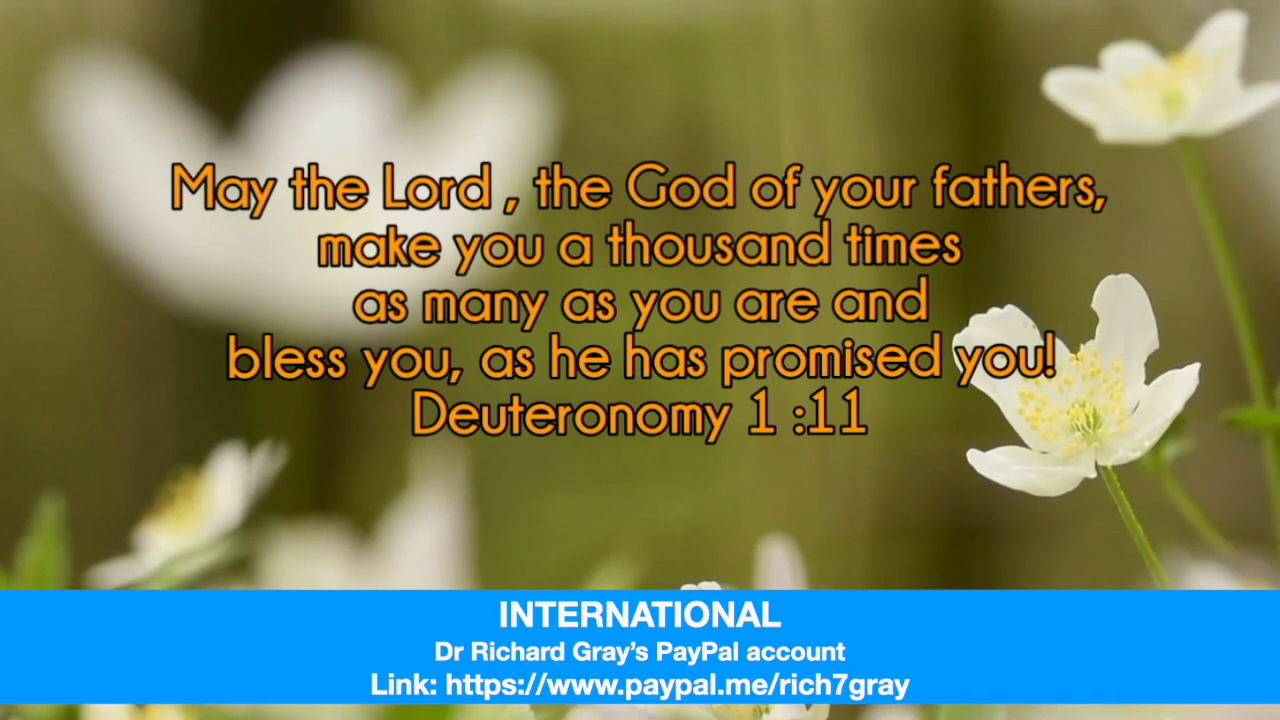 May the Lord , the God of your fathers,
make you a thousand times
as many as you are and
bless you, as he has promised you!
Deuteronomy 1 :11
INTERNATIONAL
Dr Richard Gray’s PayPal account
Link: https://www.paypal.me/rich7gray